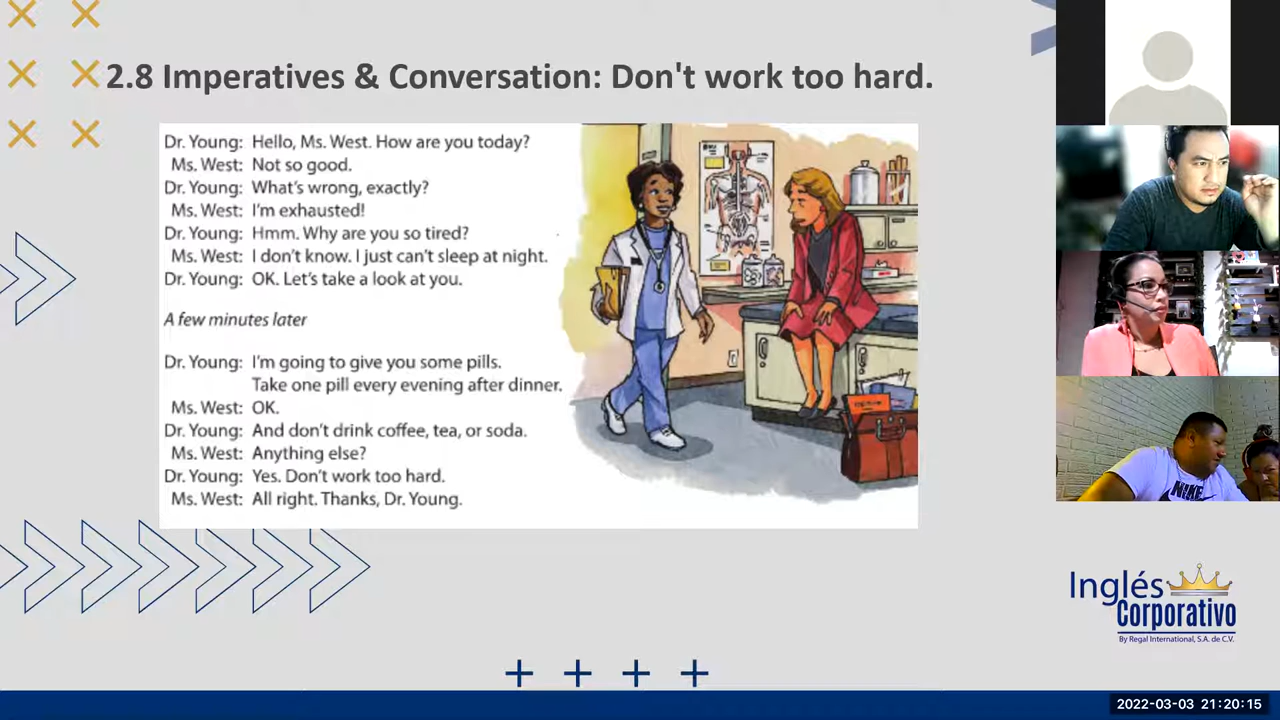 2.8 Imperatives & Conversation: Don't work too hard.
Dr. Young: Hello, Ms. West. How are you today?
Ms. West: Not so good.
Dr. Young: What's wrong, exactly?
Ms. West: I'm exhausted!
Dr. Young: Hmm. Why are you so tired?
Ms. West: I don't know. I just can't sleep at night.
Dr. Young: OK. Let's take a look at you.
A few minutes later
Dr. Young: I'm going to give you some pills.
Take one pill every evening after dinner.
Ms. West: OK.
Dr. Young: And don't drink coffee, tea, or soda.
Ms. West: Anything else?
Dr. Young: Yes. Don't work too hard.
Ms. West: All right. Thanks, Dr. Young.
NIKE
Inglés
Corporativo
By Regal International, S.A. de C.V.
2022-03-03 21:20:15